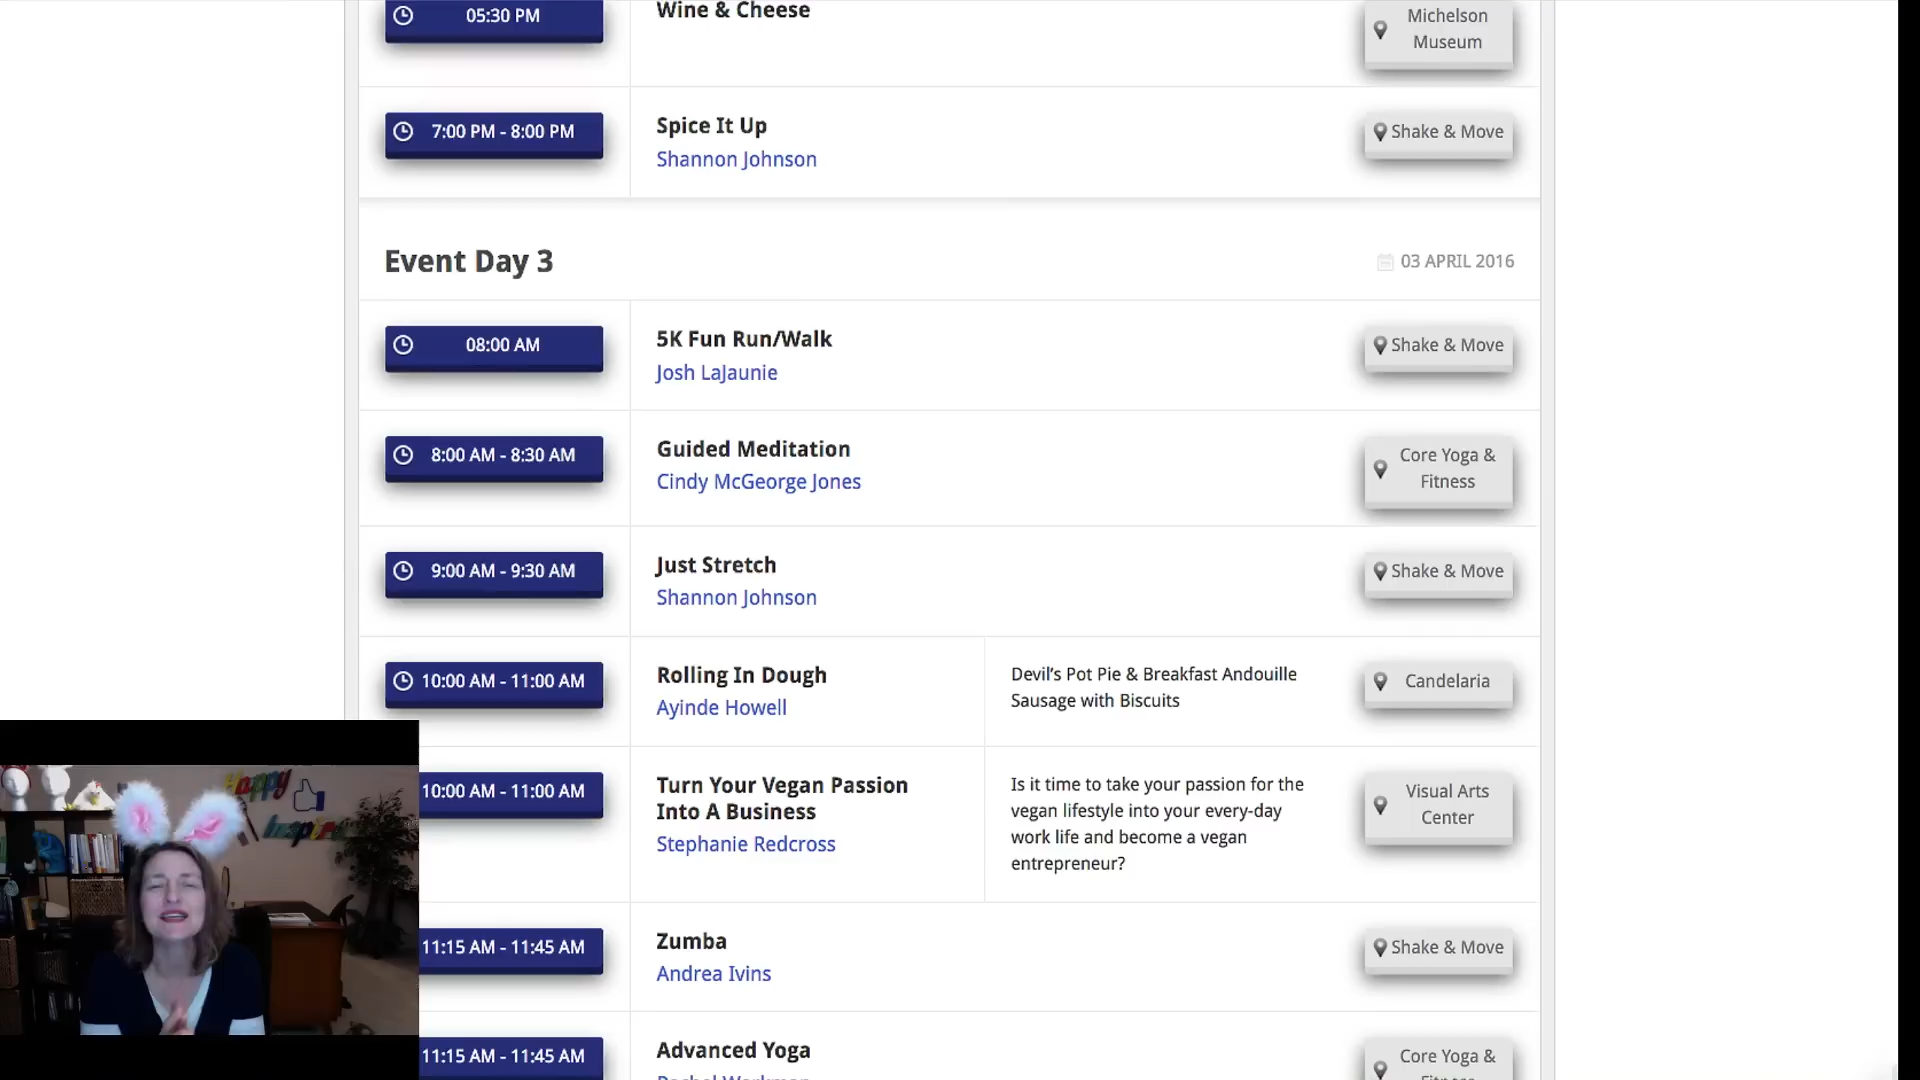 05:30 PM
Wine & Cheese
Michelson
Museum
7:00 PM - 8:00 PM
Spice It Up
Shannon Johnson
Shake & Move
Event Day 3
03 APRIL 2016
08:00 AM
5K Fun Run/Walk
Josh LaJaunie
Shake & Move
8:00 AM - 8:30 AM
Guided Meditation
Cindy McGeorge Jones
Core Yoga &
Fitness
9:00 AM - 9:30 AM
Just Stretch
Shannon Johnson
Shake & Move
10:00 AM - 11:00 AM
Rolling In Dough
Ayinde Howell
Devil’s Pot Pie & Breakfast Andouille
Sausage with Biscuits
Candelaria
10:00 AM - 11:00 AM
Turn Your Vegan Passion
Into A Business
Stephanie Redcross
Is it time to take your passion for the
vegan lifestyle into your every-day
work life and become a vegan
entrepreneur?
Visual Arts
Center
11:15 AM - 11:45 AM
Zumba
Andrea Ivins
Shake & Move
11:15 AM - 11:45 AM
Advanced Yoga
Core Yoga &
Happy
Inspire